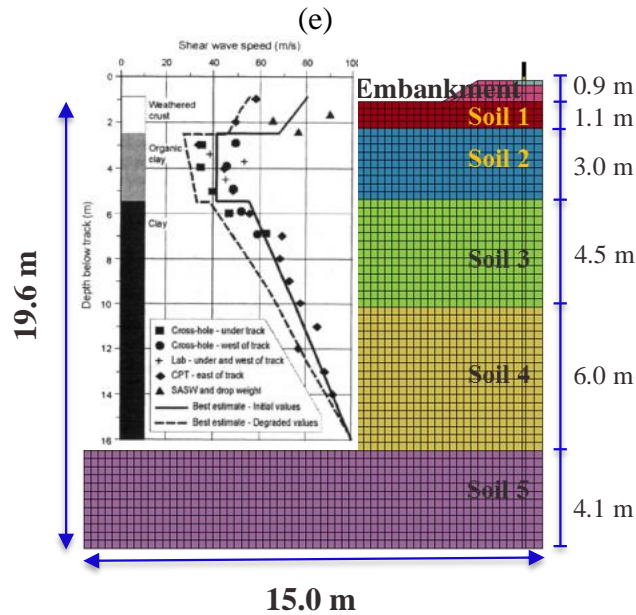 (e)
Shear wave speed (m/s)
0 20 40 60 80 100
0
2
4
6
8
10
12
14
16
Depth below track (m)
Weathered
crust
Organic
clay
Clay
Cross-hole - under track
Cross-hole - west of track
Lab - under and west of track
CPT - east of track
SASW and drop weight
Best estimate - Initial values
Best estimate - Degraded values
Embankment
Soil 1
Soil 2
Soil 3
Soil 4
Soil 5
0.9 m
1.1 m
3.0 m
4.5 m
6.0 m
4.1 m
19.6 m
15.0 m